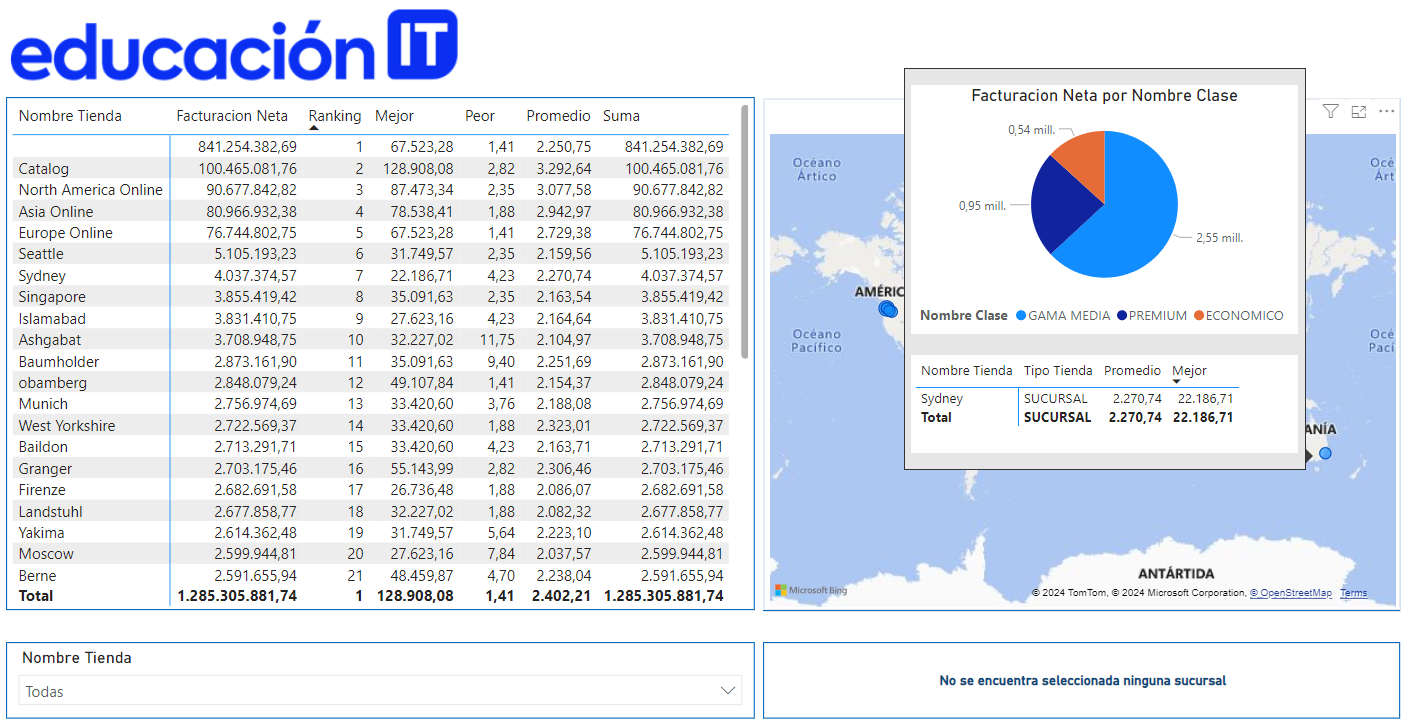 educación IT
Nombre Tienda Facturacion Neta Ranking Mejor Peor Promedio Suma
841.254.382,69 1 67.523,28 1,41 2.250,75 841.254.382,69
Catalog 100.465.081,76 2 128.908,08 2,82 3.292,64 100.465.081,76
North America Online 90.677.842,82 3 87.473,34 2,35 3.077,58 90.677.842,82
Asia Online 80.966.932,38 4 78.538,41 1,88 2.942,97 80.966.932,38
Europe Online 76.744.802,75 5 67.523,28 1,41 2.729,38 76.744.802,75
Seattle 5.105.193,23 6 31.749,57 2,35 2.159,56 5.105.193,23
Sydney 4.037.374,57 7 22.186,71 4,23 2.270,74 4.037.374,57
Singapore 3.855.419,42 8 35.091,63 2,35 2.163,54 3.855.419,42
Islamabad 3.831.410,75 9 27.623,16 4,23 2.164,64 3.831.410,75
Ashgabat 3.708.948,75 10 32.227,02 11,75 2.104,97 3.708.948,75
Baumholder 2.873.161,90 11 35.091,63 9,40 2.251,69 2.873.161,90
obamberg 2.848.079,24 12 49.107,84 1,41 2.154,37 2.848.079,24
Munich 2.756.974,69 13 33.420,60 3,76 2.188,08 2.756.974,69
West Yorkshire 2.722.569,37 14 33.420,60 1,88 2.323,01 2.722.569,37
Baildon 2.713.291,71 15 33.420,60 4,23 2.163,71 2.713.291,71
Granger 2.703.175,46 16 55.143,99 2,82 2.306,46 2.703.175,46
Firenze 2.682.691,58 17 26.736,48 1,88 2.086,07 2.682.691,58
Landstuhl 2.677.858,77 18 32.227,02 1,88 2.082,32 2.677.858,77
Yakima 2.614.362,48 19 31.749,57 5,64 2.223,10 2.614.362,48
Moscow 2.599.944,81 20 27.623,16 7,84 2.037,57 2.599.944,81
Berne 2.591.655,94 21 48.459,87 4,70 2.238,04 2.591.655,94
Total 1.285.305.881,74 1 128.908,08 1,41 2.402,21 1.285.305.881,74
Nombre Tienda
Todas
Facturacion Neta por Nombre Clase
0,54 mill.
0,95 mill.
2,55 mill.
Nombre Clase GAMA MEDIA PREMIUM ECONOMICO
Nombre Tienda Tipo Tienda Promedio Mejor
Sydney SUCURSAL 2.270,74 22.186,71
Total SUCURSAL 2.270,74 22.186,71
Océano
Ártico
Océ
Árt
AMÉRIC
Océano
Pacífico
Océ
Pací
ANÍA
ANTÁRTIDA
Microsoft Bing
© 2024 TomTom, © 2024 Microsoft Corporation, © OpenStreetMap Terms
No se encuentra seleccionada ninguna sucursal